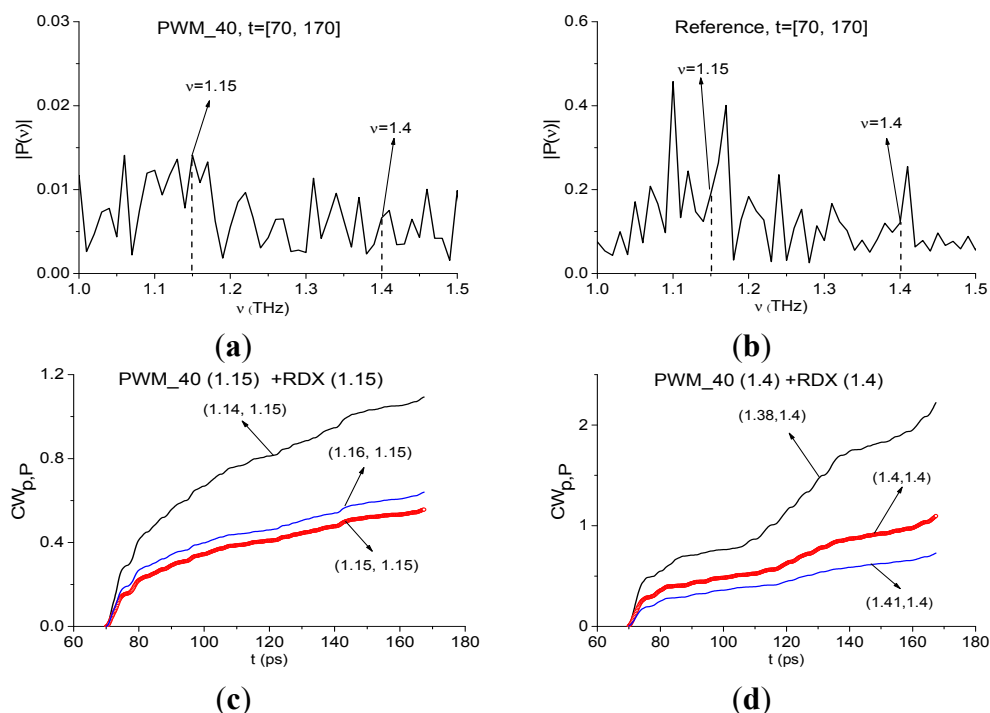 PWM_40, t=[70, 170]
0.03
0.02
0.01
0.00
|P(ν)|
ν=1.15
ν=1.4
1.0 1.1 1.2 1.3 1.4 1.5
ν (THz)
(a)
Reference, t=[70, 170]
0.6
0.4
0.2
0.0
|P(ν)|
ν=1.15
ν=1.4
1.0 1.1 1.2 1.3 1.4 1.5
ν (THz)
(b)
PWM_40 (1.15) +RDX (1.15)
1.2
0.8
0.4
0.0
CWp,P
(1.14, 1.15)
(1.16, 1.15)
(1.15, 1.15)
60 80 100 120 140 160 180
t (ps)
(c)
PWM_40 (1.4) +RDX (1.4)
2
1
0
CWp,P
(1.38,1.4)
(1.4,1.4)
(1.41,1.4)
60 80 100 120 140 160 180
t (ps)
(d)